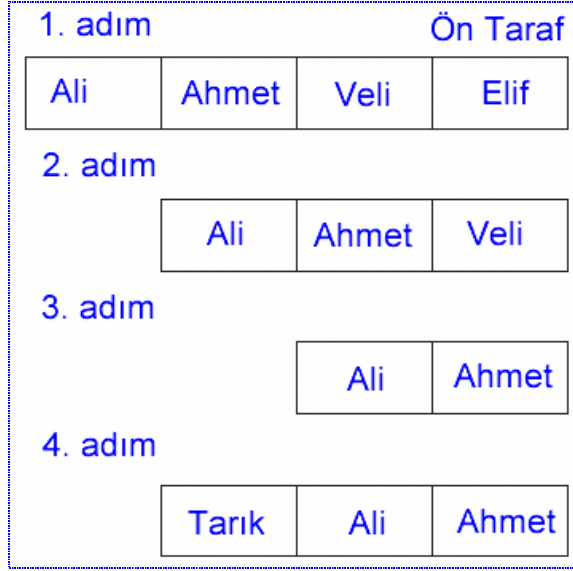 1. adım Ön Taraf
Ali Ahmet Veli Elif
2. adım
Ali Ahmet Veli
3. adım
Ali Ahmet
4. adım
Tarık Ali Ahmet